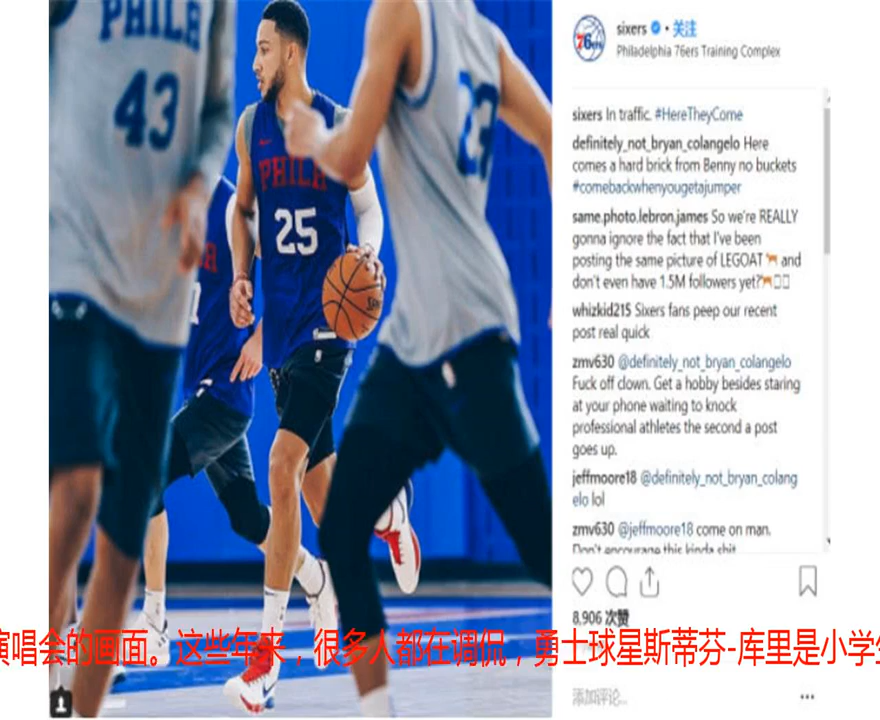 PHILA
43
PHILA
25
23
sixers • 关注
Philadelphia 76ers Training Complex
sixers In traffic. #HereTheyCome
definitely_not_bryan_colangelo Here
comes a hard brick from Benny no buckets
#comebackwhenyougetajumper
same.photo.lebron.james So we're REALLY
gonna ignore the fact that I've been
posting the same picture of LEGOAT 🐐 and
don't even have 1.5M followers yet?🐐
whizkid215 Sixers fans peep our recent
post real quick
zmv630 @definitely_not_bryan_colangelo
Fuck off clown. Get a hobby besides staring
at your phone waiting to knock
professional athletes the second a post
goes up.
jeffmoore18 @definitely_not_bryan_colang
elo lol
zmv630 @jeffmoore18 come on man.
Don't encourage this kinda shit
8,906 次赞
演唱会的画面。这些年来，很多人都在调侃，勇士球星斯蒂芬-库里是小学生
添加评论...